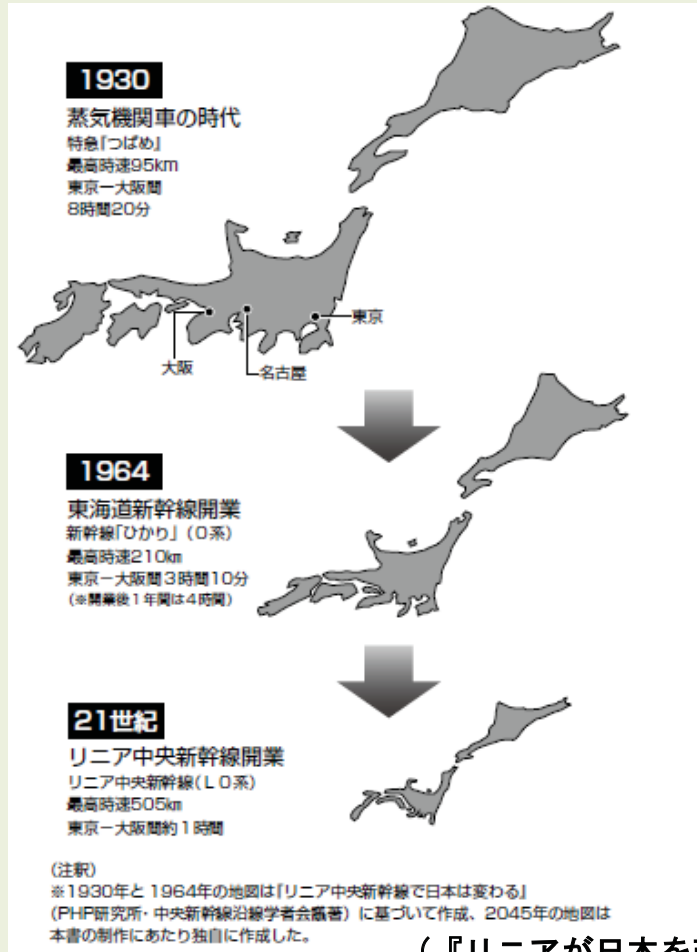 1930
蒸気機関車の時代
特急「つばめ」
最高時速95km
東京ー大阪間
8時間20分
東京
大阪
名古屋
1964
東海道新幹線開業
新幹線「ひかり」(0系)
最高時速210km
東京ー大阪間3時間10分
(※開業後1年間は4時間)
21世紀
リニア中央新幹線開業
リニア中央新幹線(L0系)
最高時速505km
東京ー大阪間約1時間
(注釈)
※1930年と1964年の地図は「リニア中央新幹線で日本は変わる」
(PHP研究所・中央新幹線沿線学者会議著)に基づいて作成、2045年の地図は
本書の制作にあたり独自に作成した。
(『リニアが日本を